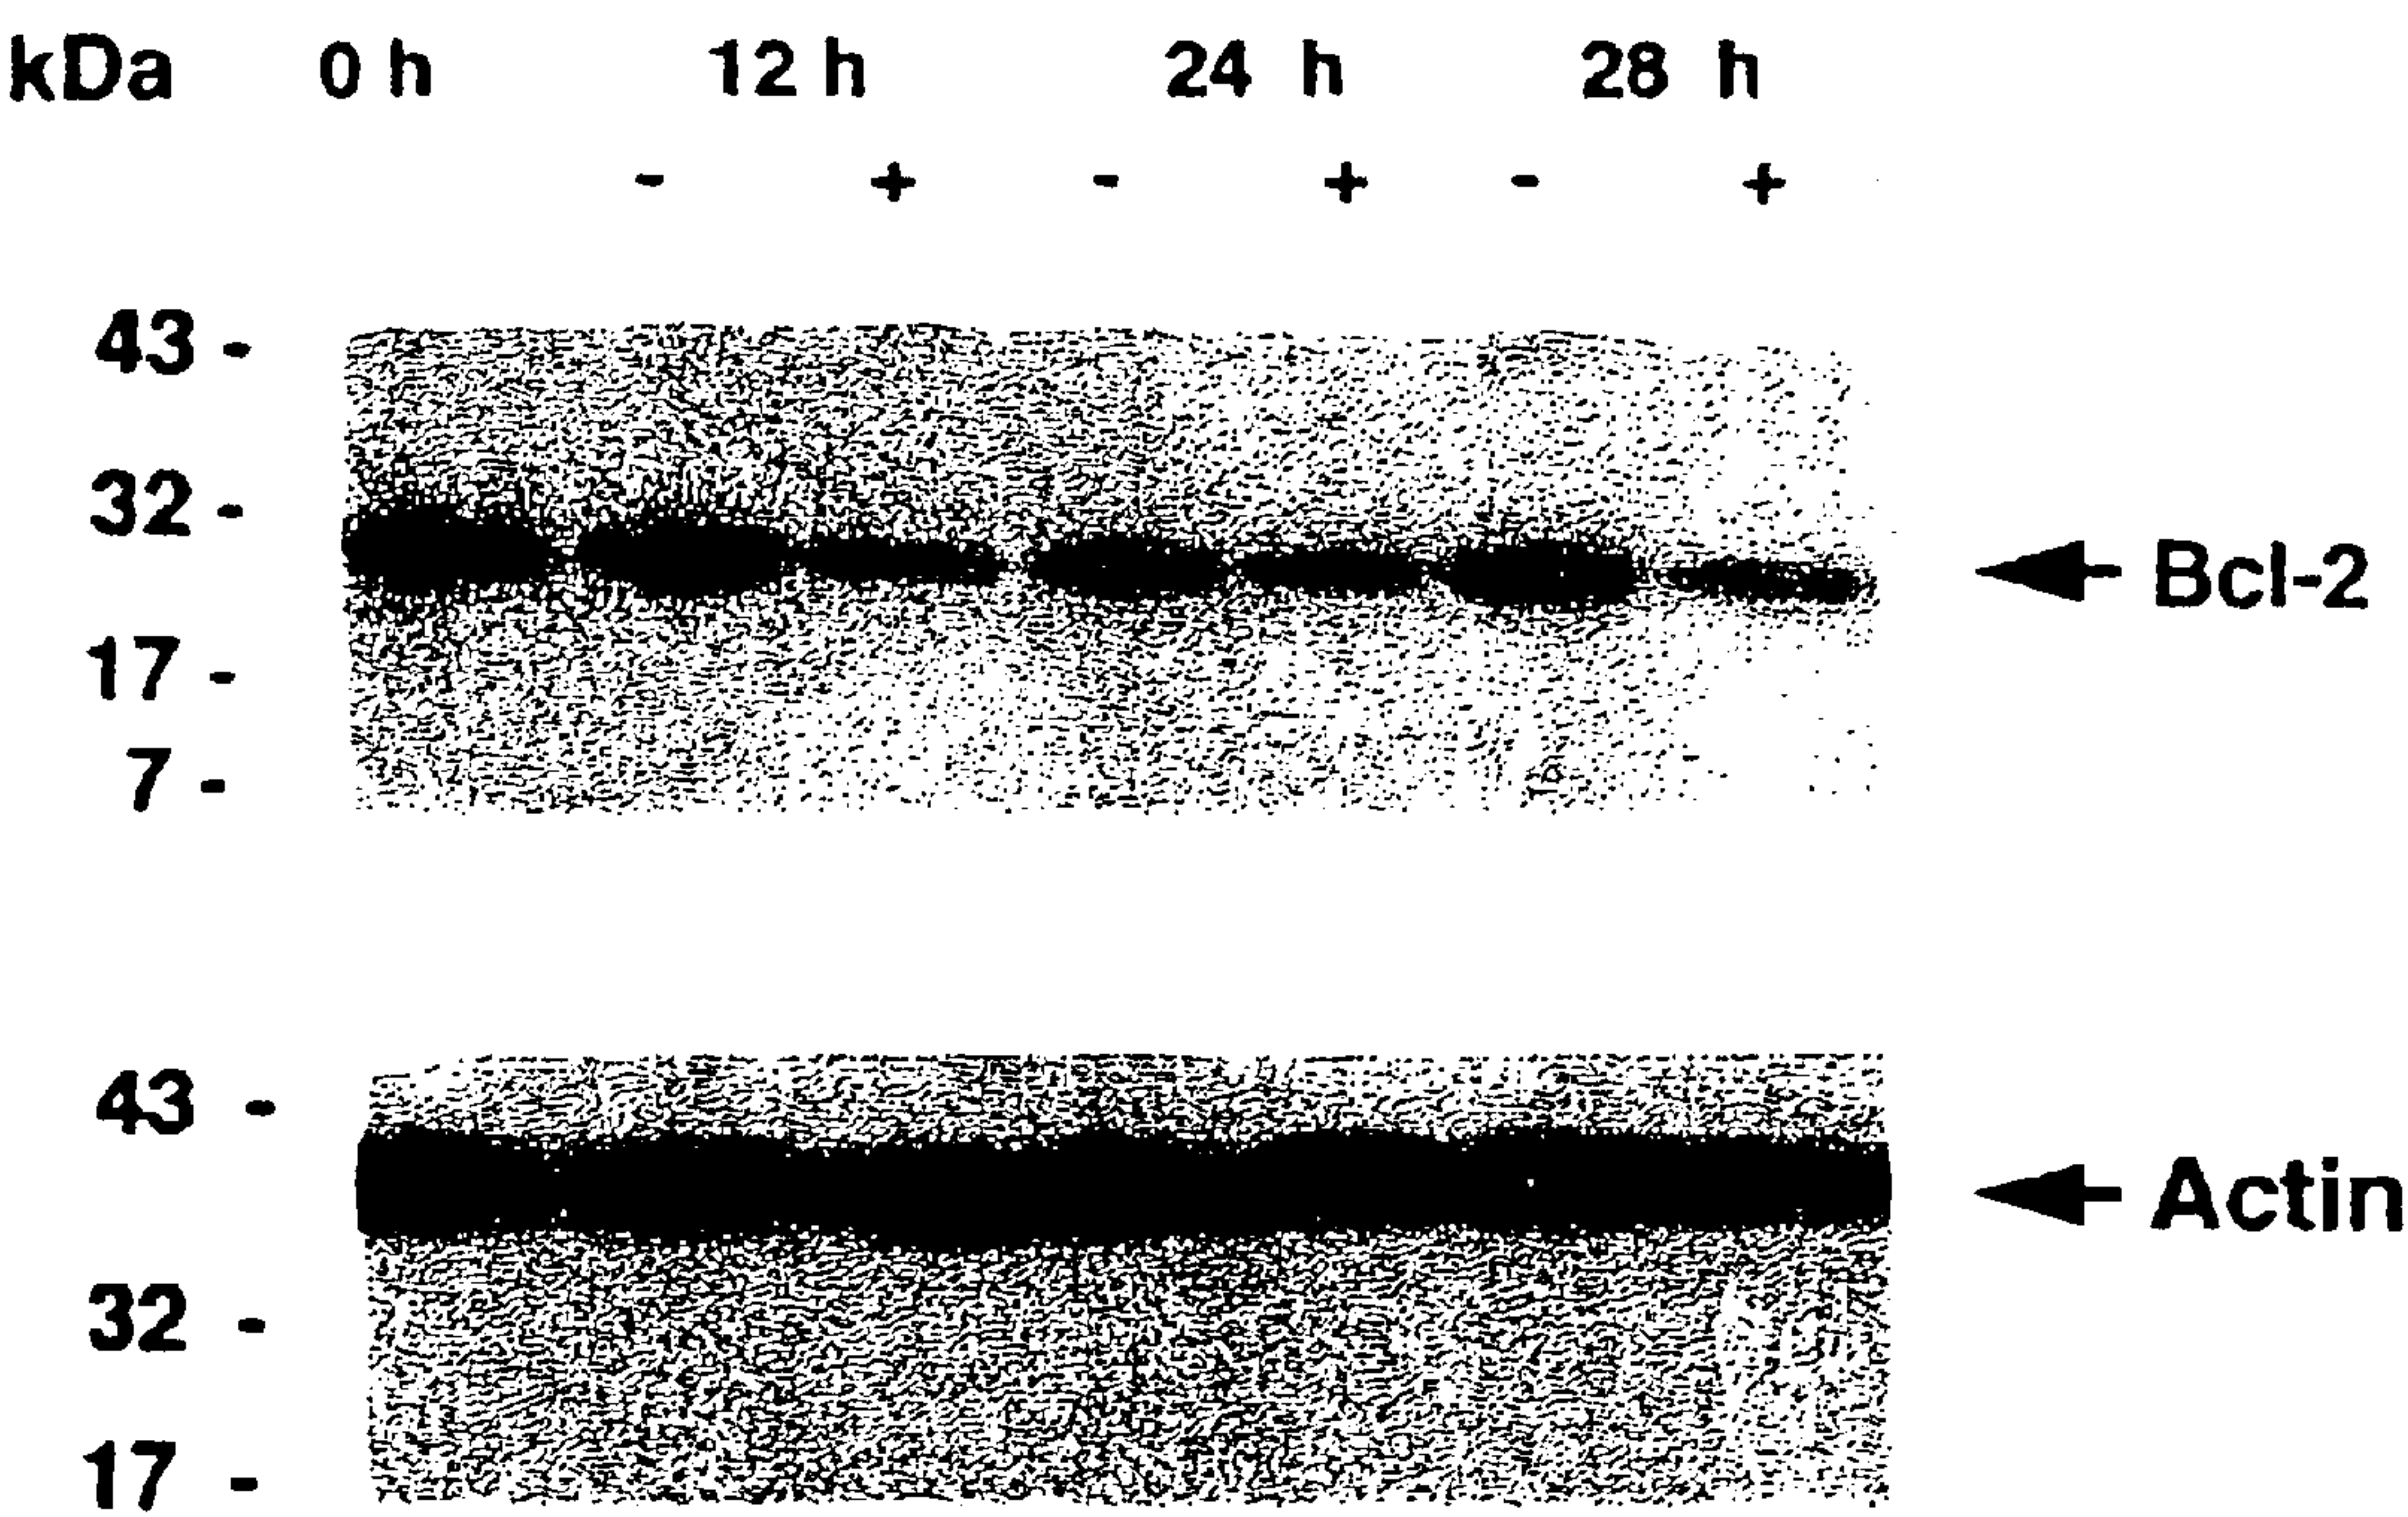 kDa 0 h 12 h 24 h 28 h
- + - + - +
43 -
32 -
Bcl-2
17 -
7 -
43 -
Actin
32 -
17 -